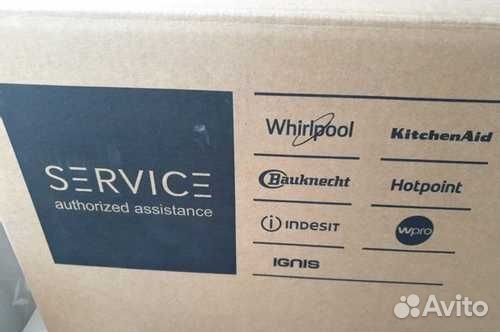 SERVICE
authorized assistance
Whirlpool
KitchenAid
Bauknecht
Hotpoint
indesit
wpro
IGNIS
Avito